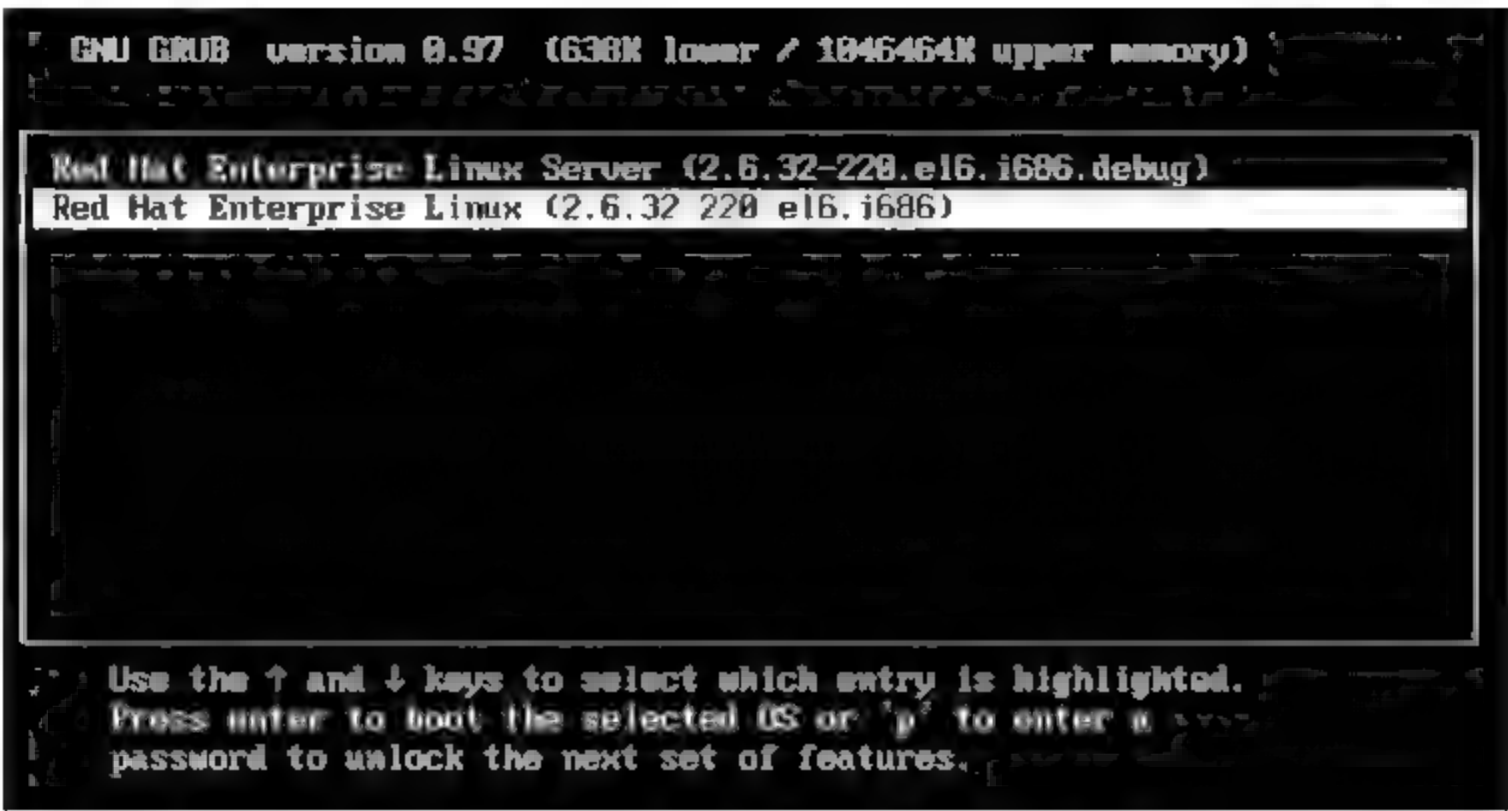 GNU GRUB version 0.97 (638K lower / 1046464K upper memory)
Red Hat Enterprise Linux Server (2.6.32-220.el6.i686.debug)
Red Hat Enterprise Linux (2.6.32 220 el6.i686)
Use the ↑ and ↓ keys to select which entry is highlighted.
Press enter to boot the selected OS or 'p' to enter a
password to unlock the next set of features.